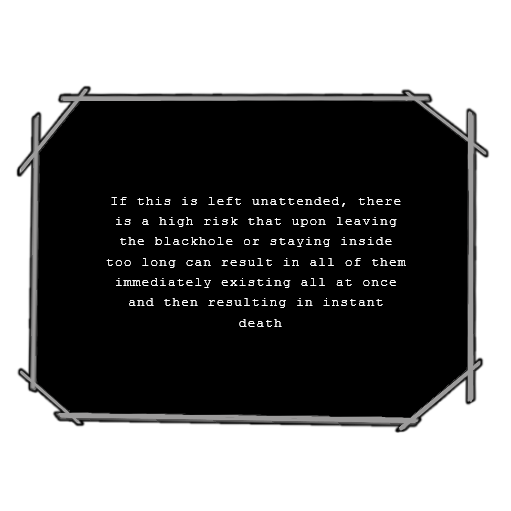 If this is left unattended, there
is a high risk that upon leaving
the blackhole or staying inside
too long can result in all of them
immediately existing all at once
and then resulting in instant
death